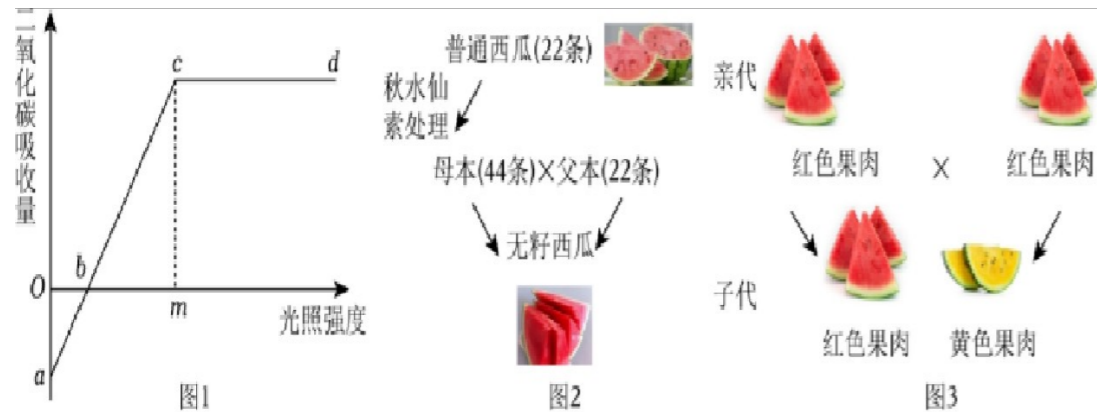 二氧化碳吸收量
c
d
b
O
m
光照强度
a
图1
普通西瓜(22条)
秋水仙
素处理
母本(44条)×父本(22条)
无籽西瓜
图2
亲代
红色果肉 × 红色果肉
子代
红色果肉 黄色果肉
图3